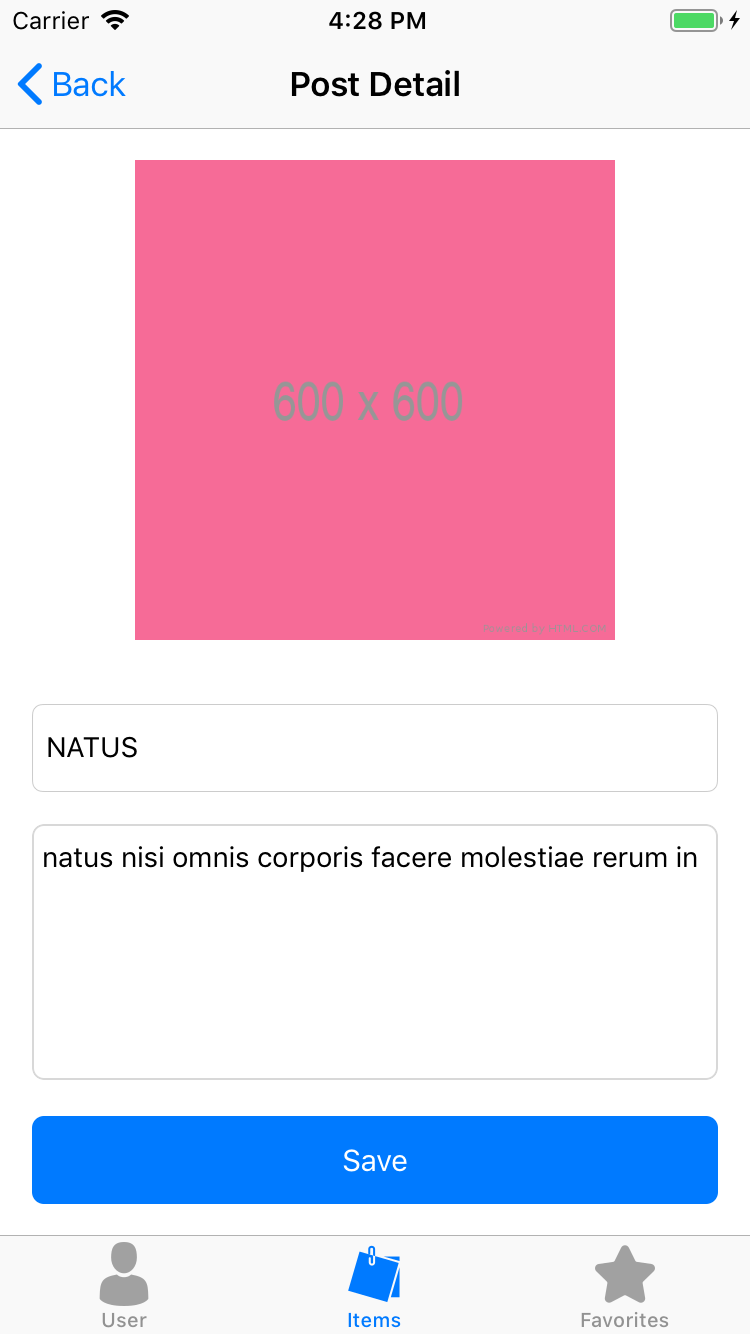 Carrier 4:28 PM
Back Post Detail
600 x 600
NATUS
natus nisi omnis corporis facere molestiae rerum in
Save
User Items Favorites